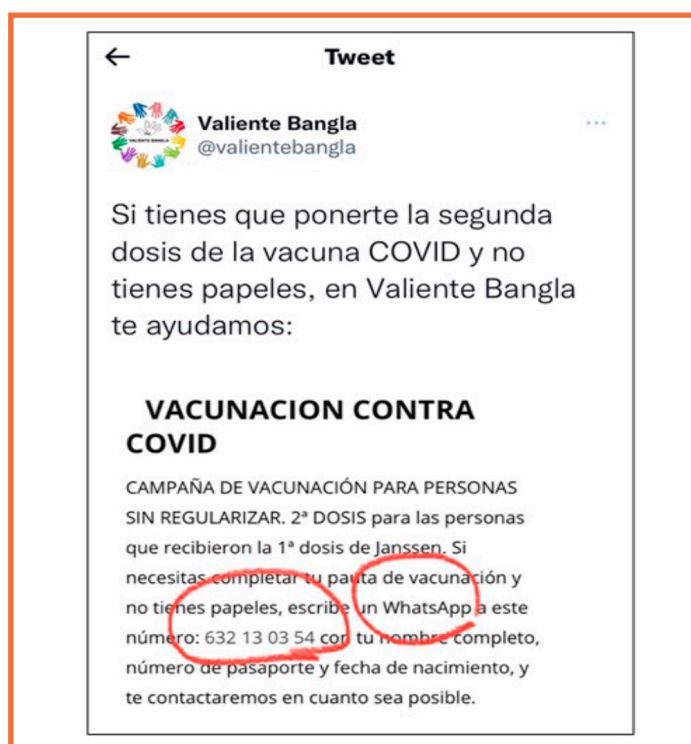 Tweet
Valiente Bangla
@valientebangla
Si tienes que ponerte la segunda
dosis de la vacuna COVID y no
tienes papeles, en Valiente Bangla
te ayudamos:
VACUNACION CONTRA
COVID
CAMPAÑA DE VACUNACIÓN PARA PERSONAS
SIN REGULARIZAR. 2ª DOSIS para las personas
que recibieron la 1ª dosis de Janssen. Si
necesitas completar tu pauta de vacunación y
no tienes papeles, escribe un WhatsApp a este
número: 632 13 03 54 con tu nombre completo,
número de pasaporte y fecha de nacimiento, y
te contactaremos en cuanto sea posible.